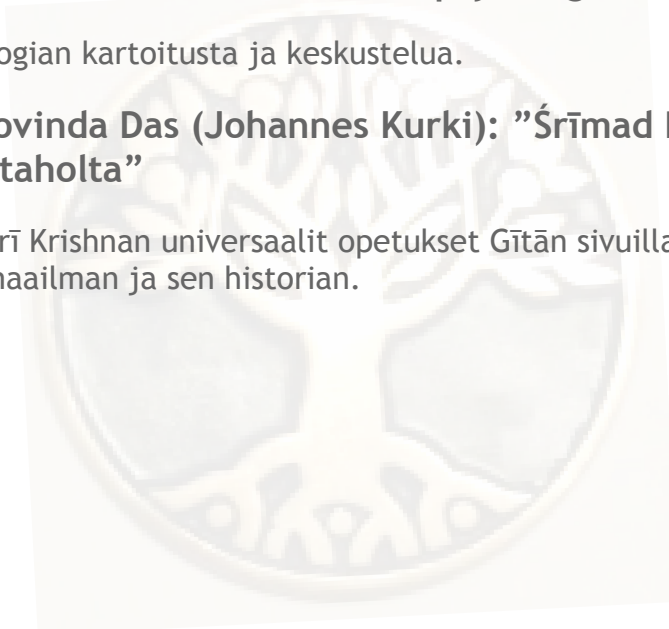 ogian kartoitusta ja keskustelua.
ovinda Das (Johannes Kurki): ”Śrīmad
taholta”
rī Krishnan universaalit opetukset Gītān sivuilla
maailman ja sen historian.